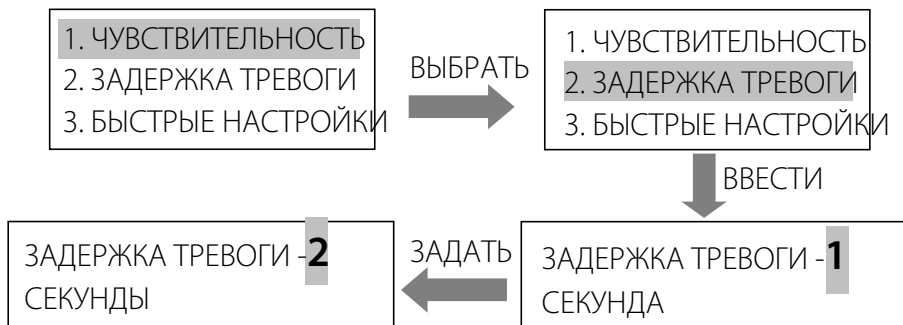 1. ЧУВСТВИТЕЛЬНОСТЬ
2. ЗАДЕРЖКА ТРЕВОГИ
3. БЫСТРЫЕ НАСТРОЙКИ
ВЫБРАТЬ
1. ЧУВСТВИТЕЛЬНОСТЬ
2. ЗАДЕРЖКА ТРЕВОГИ
3. БЫСТРЫЕ НАСТРОЙКИ
ВВЕСТИ
ЗАДЕРЖКА ТРЕВОГИ -1
СЕКУНДА
ЗАДАТЬ
ЗАДЕРЖКА ТРЕВОГИ -2
СЕКУНДЫ